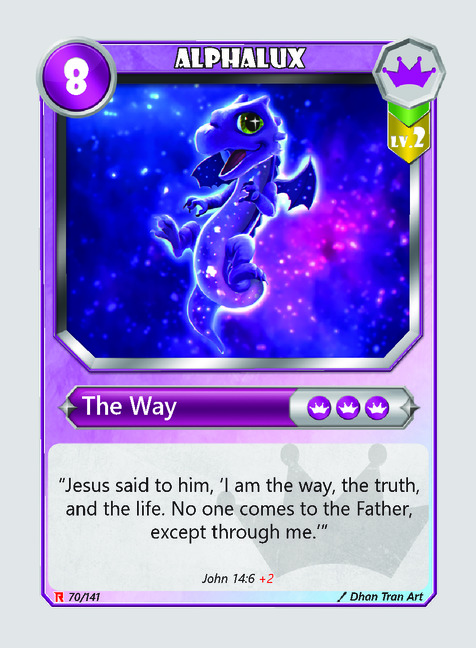 ALPHALUX
8
LV.2
The Way
“Jesus said to him, ‘I am the way, the truth,
and the life. No one comes to the Father,
except through me.’”
John 14:6 +2
R 70/141
Dhan Tran Art